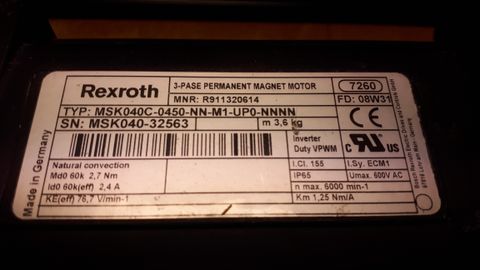 Rexroth
3-PASE PERMANENT MAGNET MOTOR
7260
MNR: R911320614
FD: 08W31
TYP: MSK040C-0450-NN-M1-UP0-NNNN
SN: MSK040-32563
m 3,6 kg
CE
Inverter
Duty VPWM
c RU US
Made in Germany
Natural convection
Md0 60k 2,7 Nm
Id0 60k(eff) 2,4 A
KE(eff) 76,7 V/min-1
I.Cl. 155
I.Sy. ECM1
IP65
Umax. 600V AC
n max. 6000 min-1
Km 1,25 Nm/A